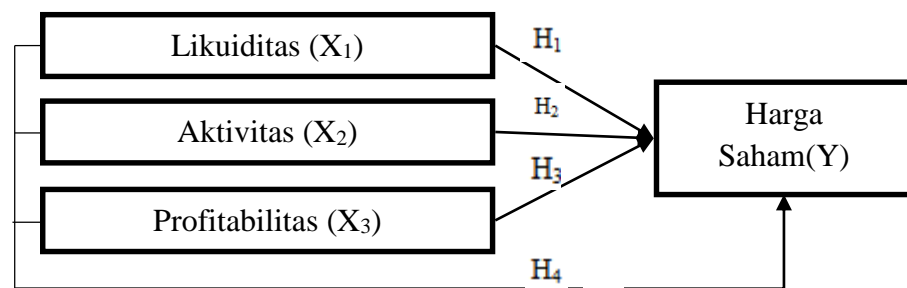 Likuiditas (X₁)
H₁
Aktivitas (X₂)
H₂
Harga
Saham(Y)
Profitabilitas (X₃)
H₃
H₄